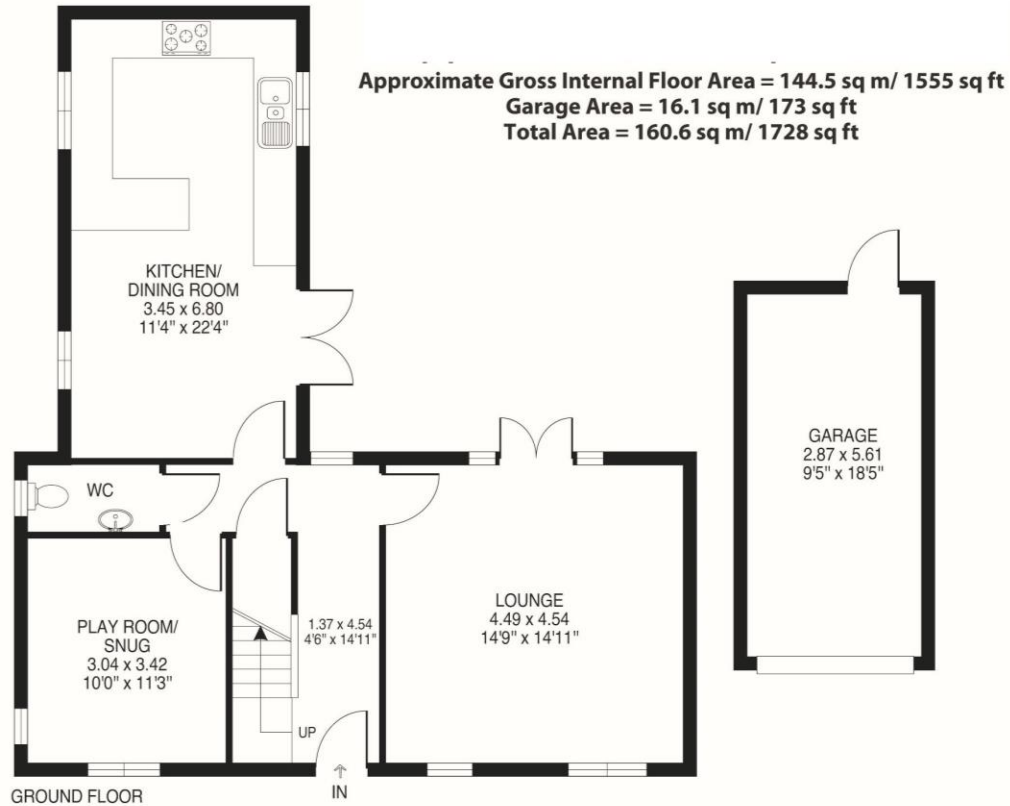 Approximate Gross Internal Floor Area = 144.5 sq m/ 1555 sq ft
Garage Area = 16.1 sq m/ 173 sq ft
Total Area = 160.6 sq m/ 1728 sq ft
KITCHEN/
DINING ROOM
3.45 x 6.80
11'4" x 22'4"
GARAGE
2.87 x 5.61
9'5" x 18'5"
WC
PLAY ROOM/
SNUG
3.04 x 3.42
10'0" x 11'3"
1.37 x 4.54
4'6" x 14'11"
LOUNGE
4.49 x 4.54
14'9" x 14'11"
UP
IN
GROUND FLOOR